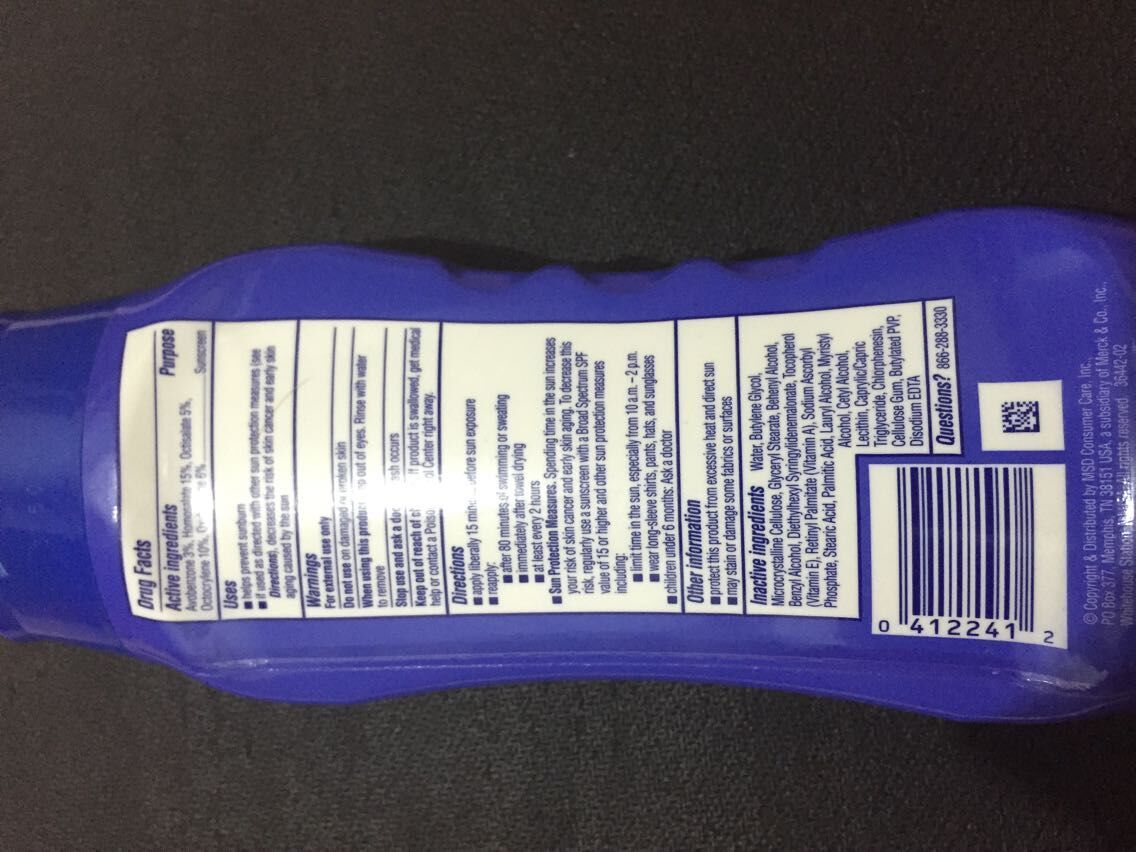 Drug Facts
Active ingredients Purpose
Avobenzone 3%, Homosalate 15%, Octisalate 5%, Sunscreen
Octocrylene 10%, 6%
Uses
■ helps prevent sunburn
■ if used as directed with other sun protection measures (see
Directions), decreases the risk of skin cancer and early skin
aging caused by the sun
Warnings
For external use only
Do not use on damaged or broken skin
When using this product out of eyes. Rinse with water
to remove
Stop use and ask a occurs
Keep out of reach of If product is swallowed, get medical
help or contact a Center right away.
Directions
■ apply liberally 15 before sun exposure
■ reapply:
■ after 80 minutes of swimming or sweating
■ immediately after towel drying
■ at least every 2 hours
■ Sun Protection Measures. Spending time in the sun increases
your risk of skin cancer and early skin aging. To decrease this
risk, regularly use a sunscreen with a Broad Spectrum SPF
value of 15 or higher and other sun protection measures
including:
■ limit time in the sun, especially from 10 a.m. – 2 p.m.
■ wear long-sleeve shirts, pants, hats, and sunglasses
■ children under 6 months: Ask a doctor
Other information
■ protect this product from excessive heat and direct sun
■ may stain or damage some fabrics or surfaces
Inactive ingredients Water, Butylene Glycol,
Microcrystalline Cellulose, Glyceryl Stearate, Behenyl Alcohol,
Benzyl Alcohol, Diethylhexyl Syringylidenemalonate, Tocopherol
(Vitamin E), Retinyl Palmitate (Vitamin A), Sodium Ascorbyl
Phosphate, Stearic Acid, Palmitic Acid, Lauryl Alcohol, Myristyl
Alcohol, Cetyl Alcohol,
Lecithin, Caprylic/Capric
Triglyceride, Chlorphenesin,
Cellulose Gum, Butylated PVP,
Disodium EDTA
Questions? 866-288-3330
0 412241 2
© Copyright & Distributed by MSD Consumer Care, Inc.,
PO Box 377, Memphis, TN 38151 USA, a subsidiary of Merck & Co., Inc.,
Whitehouse Station, All rights reserved. 36442-02